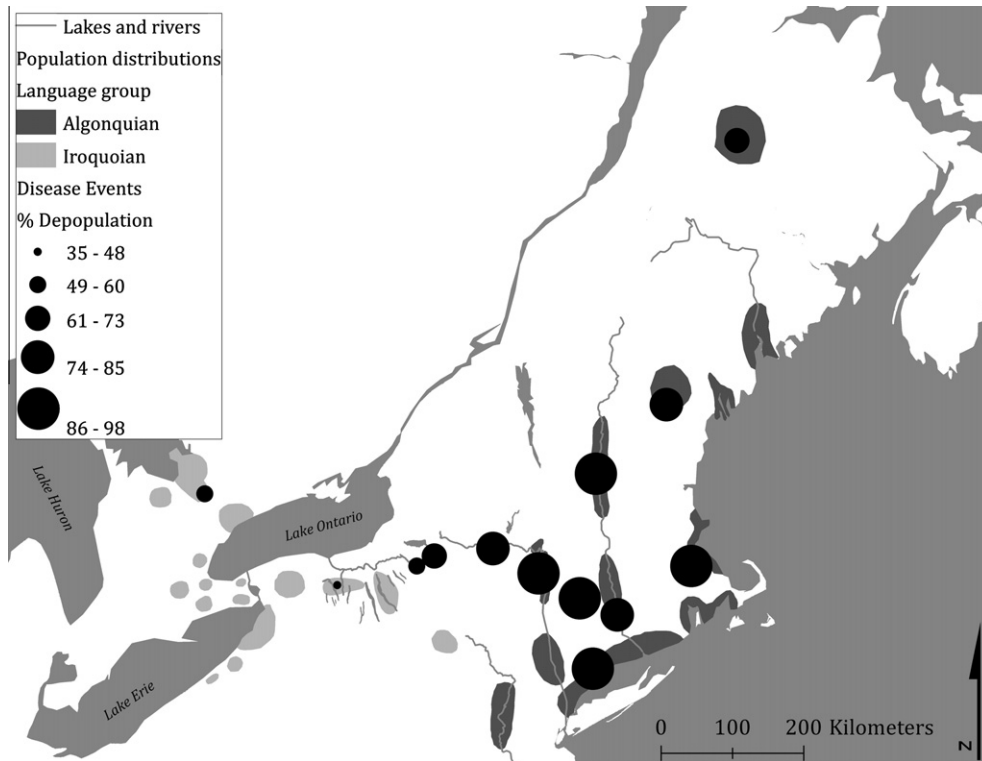 Lakes and rivers
Population distributions
Language group
Algonquian
Iroquoian
Disease Events
% Depopulation
35 - 48
49 - 60
61 - 73
74 - 85
86 - 98
Lake Huron
Lake Ontario
Lake Erie
0 100 200 Kilometers
N